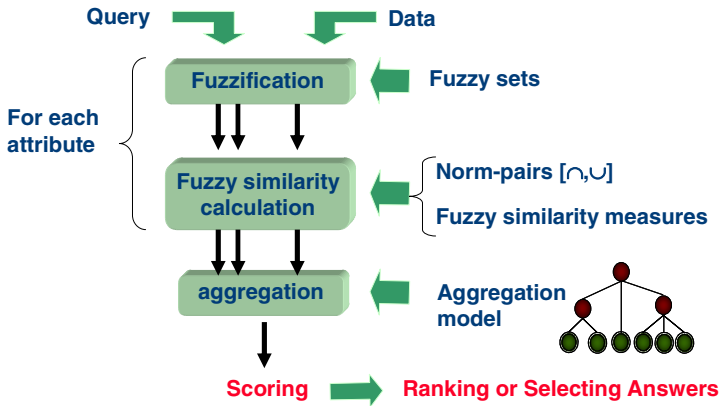 Query
Data
Fuzzification
Fuzzy sets
For each
attribute
Fuzzy similarity
calculation
Norm-pairs [∩,∪]
Fuzzy similarity measures
aggregation
Aggregation
model
Scoring
Ranking or Selecting Answers